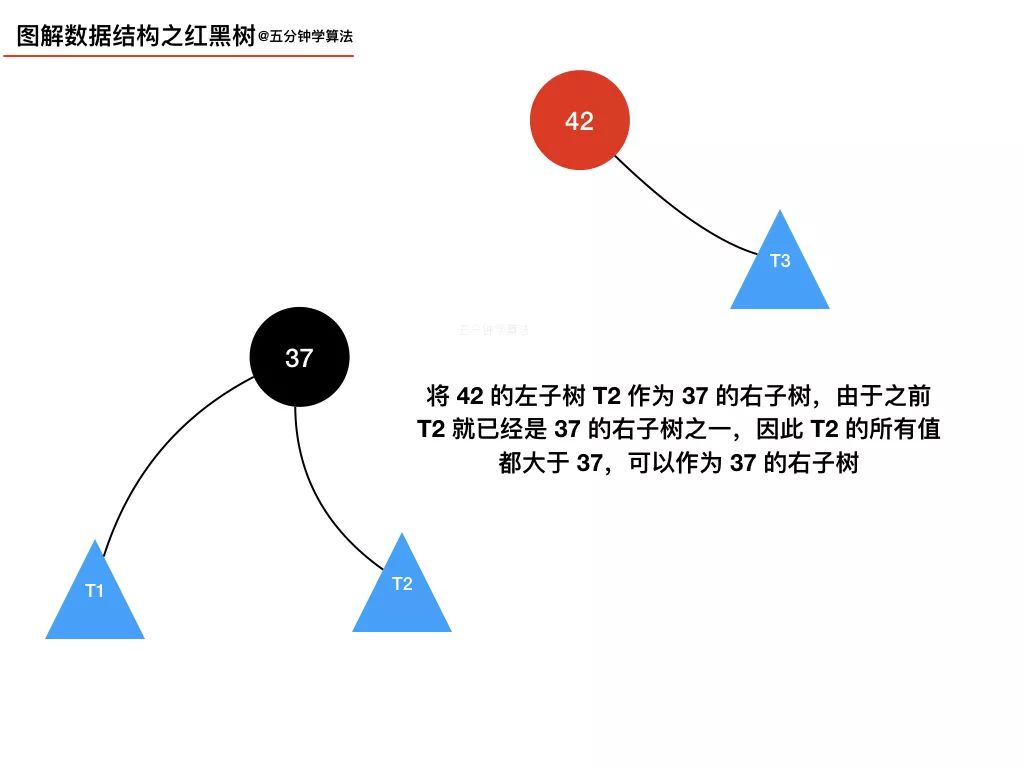 图解数据结构之红黑树@五分钟学算法
42
T3
37
五分钟学算法
将 42 的左子树 T2 作为 37 的右子树，由于之前
T2 就已经是 37 的右子树之一，因此 T2 的所有值
都大于 37，可以作为 37 的右子树
T1
T2